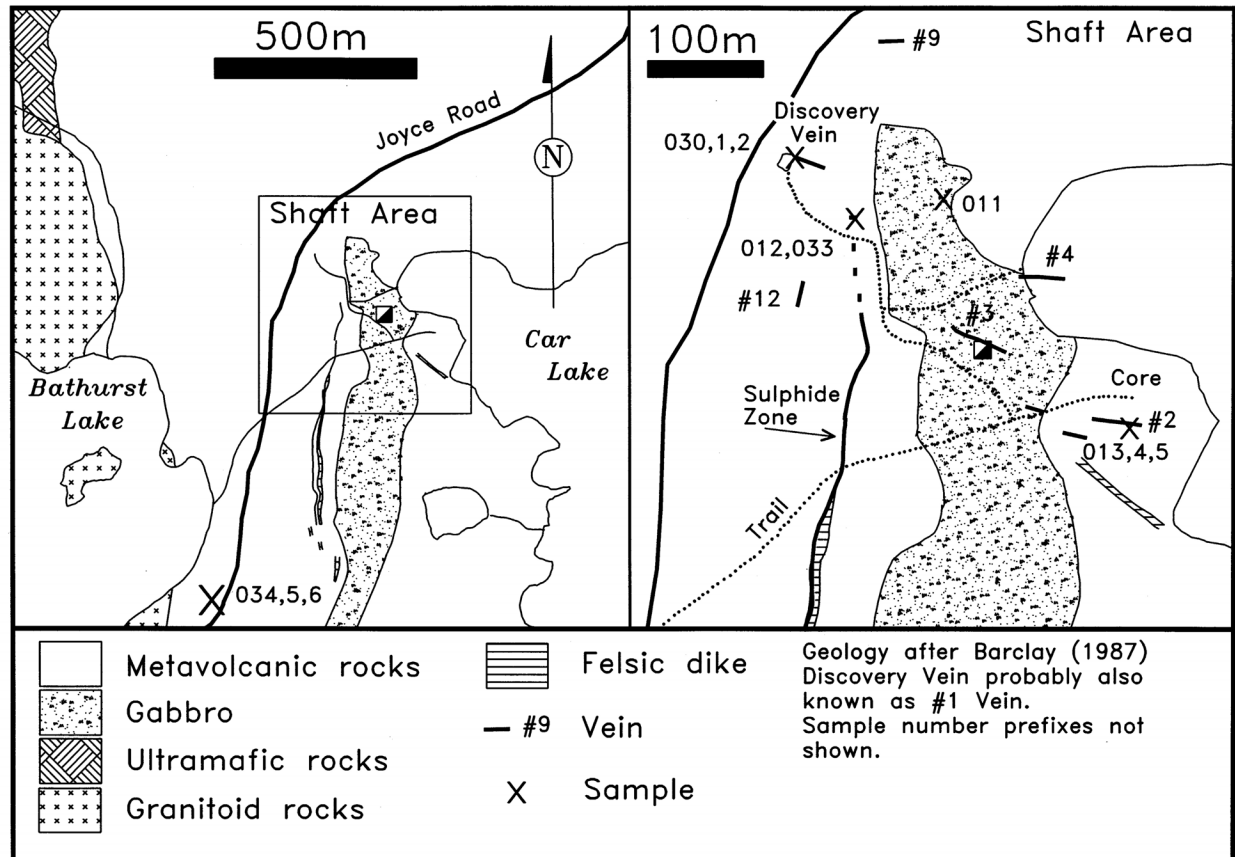 500m
Joyce Road
N
Shaft Area
Car
Lake
Bathurst
Lake
034,5,6
100m
#9
Shaft Area
Discovery
Vein
030,1,2
011
012,033
#4
#12
#3
Sulphide
Zone
Core
#2
013,4,5
Trail
Metavolcanic rocks
Gabbro
Ultramafic rocks
Granitoid rocks
Felsic dike
#9 Vein
X Sample
Geology after Barclay (1987)
Discovery Vein probably also
known as #1 Vein.
Sample number prefixes not
shown.